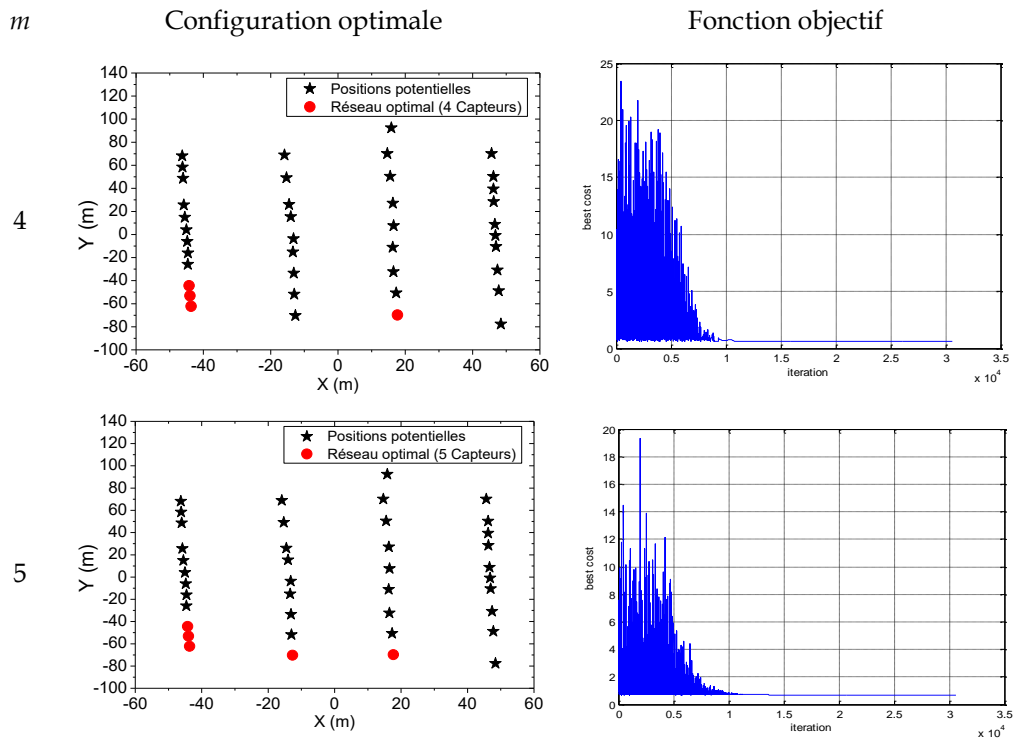 m Configuration optimale Fonction objectif
4
140
120
100
80
60
40
20
0
-20
-40
-60
-80
-100
Y (m)
★ Positions potentielles
● Réseau optimal (4 Capteurs)
-60 -40 -20 0 20 40 60
X (m)
25
20
15
10
5
0
best cost
0 0.5 1 1.5 2 2.5 3 3.5
iteration
x 10^4
5
140
120
100
80
60
40
20
0
-20
-40
-60
-80
-100
Y (m)
★ Positions potentielles
● Réseau optimal (5 Capteurs)
-60 -40 -20 0 20 40 60
X (m)
20
18
16
14
12
10
8
6
4
2
0
best cost
0 0.5 1 1.5 2 2.5 3 3.5
iteration
x 10^4